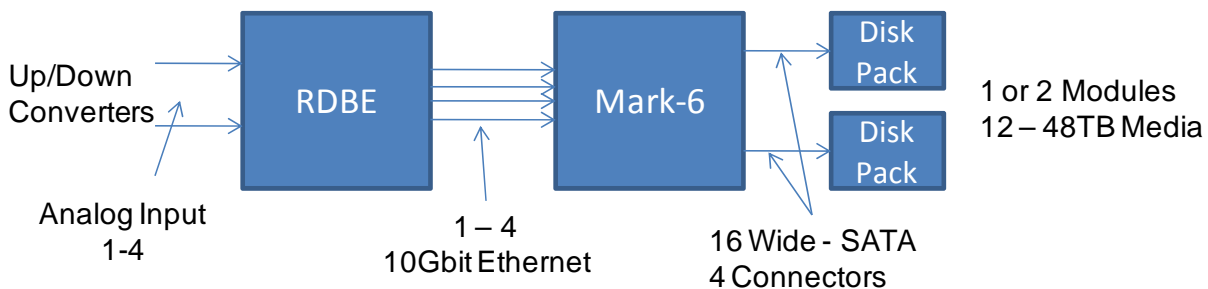 Up/Down
Converters
RDBE
Mark-6
Disk
Pack
Disk
Pack
1 or 2 Modules
12 – 48TB Media
Analog Input
1-4
1 – 4
10Gbit Ethernet
16 Wide - SATA
4 Connectors